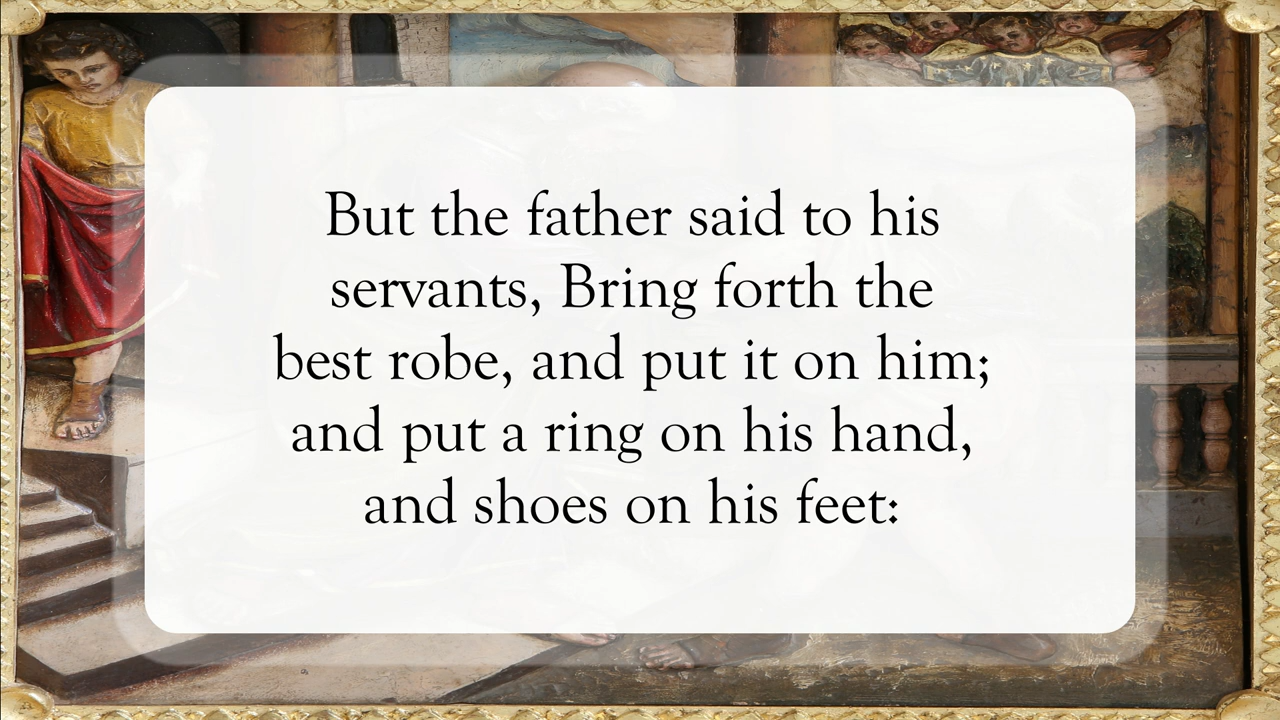 But the father said to his
servants, Bring forth the
best robe, and put it on him;
and put a ring on his hand,
and shoes on his feet: